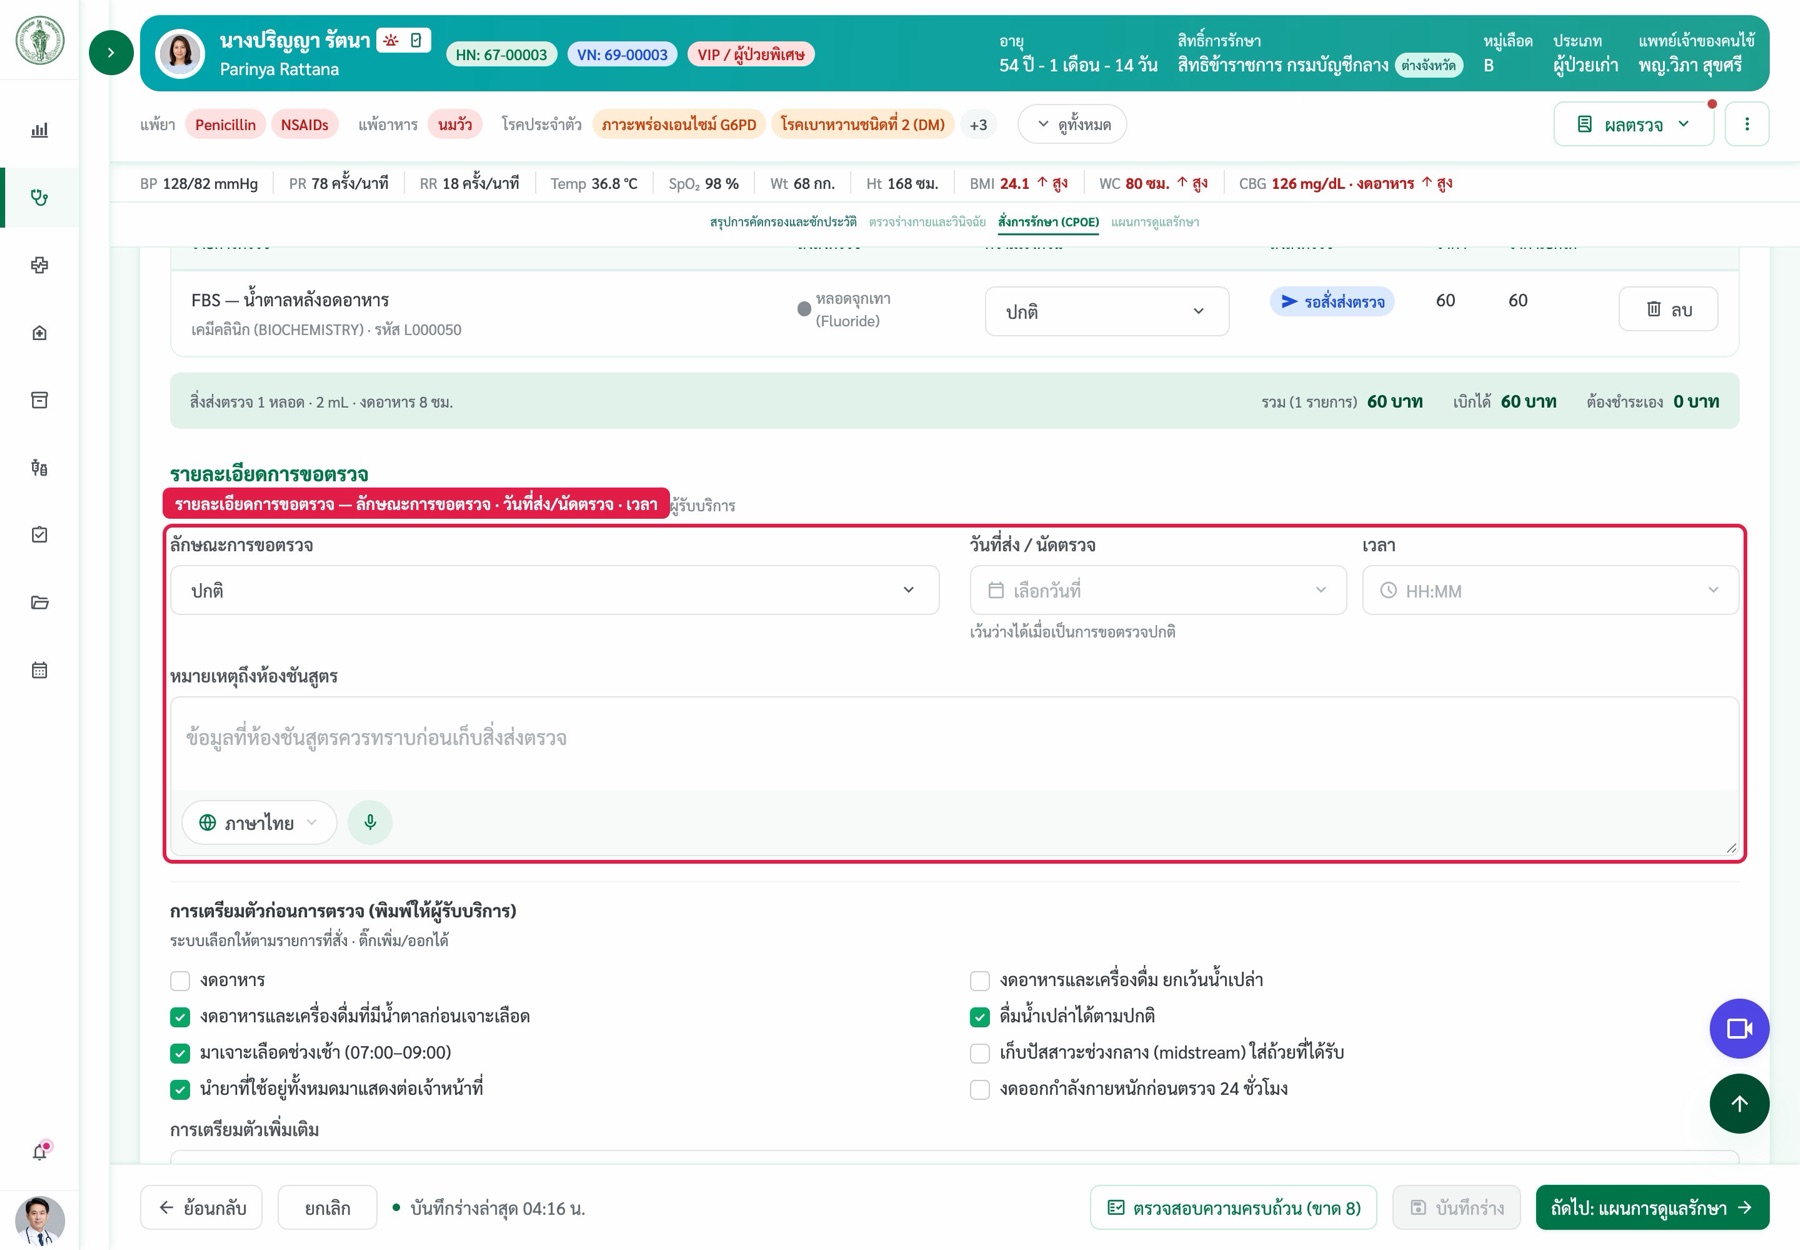 นางปริญญา รัตนา
Parinya Rattana
HN: 67-00003
VN: 69-00003
VIP / ผู้ป่วยพิเศษ
อายุ
54 ปี - 1 เดือน - 14 วัน
สิทธิ์การรักษา
สิทธิข้าราชการ กรมบัญชีกลาง ต่างจังหวัด
หมู่เลือด
B
ประเภท
ผู้ป่วยเก่า
แพทย์เจ้าของคนไข้
พญ.วิภา สุขศรี
แพ้ยา Penicillin NSAIDs แพ้อาหาร นมวัว โรคประจำตัว ภาวะพร่องเอนไซม์ G6PD โรคเบาหวานชนิดที่ 2 (DM) +3 ดูทั้งหมด
ผลตรวจ
BP 128/82 mmHg PR 78 ครั้ง/นาที RR 18 ครั้ง/นาที Temp 36.8 °C SpO₂ 98 % Wt 68 กก. Ht 168 ซม. BMI 24.1 ↑ สูง WC 80 ซม. ↑ สูง CBG 126 mg/dL · งดอาหาร ↑ สูง
สรุปการคัดกรองและซักประวัติ ตรวจร่างกายและวินิจฉัย สั่งการรักษา (CPOE) แผนการดูแลรักษา
FBS — น้ำตาลหลังอดอาหาร
เคมีคลินิก (BIOCHEMISTRY) · รหัส L000050
หลอดจุกเทา
(Fluoride)
ปกติ
รอสั่งส่งตรวจ
60
60
ลบ
สิ่งส่งตรวจ 1 หลอด · 2 mL · งดอาหาร 8 ชม.
รวม (1 รายการ) 60 บาท เบิกได้ 60 บาท ต้องชำระเอง 0 บาท
รายละเอียดการขอตรวจ
รายละเอียดการขอตรวจ — ลักษณะการขอตรวจ · วันที่ส่ง/นัดตรวจ · เวลา
ผู้รับบริการ
ลักษณะการขอตรวจ
ปกติ
วันที่ส่ง / นัดตรวจ
เลือกวันที่
เว้นว่างได้เมื่อเป็นการขอตรวจปกติ
เวลา
HH:MM
หมายเหตุถึงห้องชันสูตร
ข้อมูลที่ห้องชันสูตรควรทราบก่อนเก็บสิ่งส่งตรวจ
ภาษาไทย
การเตรียมตัวก่อนการตรวจ (พิมพ์ให้ผู้รับบริการ)
ระบบเลือกให้ตามรายการที่สั่ง · ติ๊กเพิ่ม/ออกได้
งดอาหาร
งดอาหารและเครื่องดื่ม ยกเว้นน้ำเปล่า
งดอาหารและเครื่องดื่มที่มีน้ำตาลก่อนเจาะเลือด
ดื่มน้ำเปล่าได้ตามปกติ
มาเจาะเลือดช่วงเช้า (07:00–09:00)
เก็บปัสสาวะช่วงกลาง (midstream) ใส่ถ้วยที่ได้รับ
นำยาที่ใช้อยู่ทั้งหมดมาแสดงต่อเจ้าหน้าที่
งดออกกำลังกายหนักก่อนตรวจ 24 ชั่วโมง
การเตรียมตัวเพิ่มเติม
ย้อนกลับ
ยกเลิก
บันทึกร่างล่าสุด 04:16 น.
ตรวจสอบความครบถ้วน (ขาด 8)
บันทึกร่าง
ถัดไป: แผนการดูแลรักษา